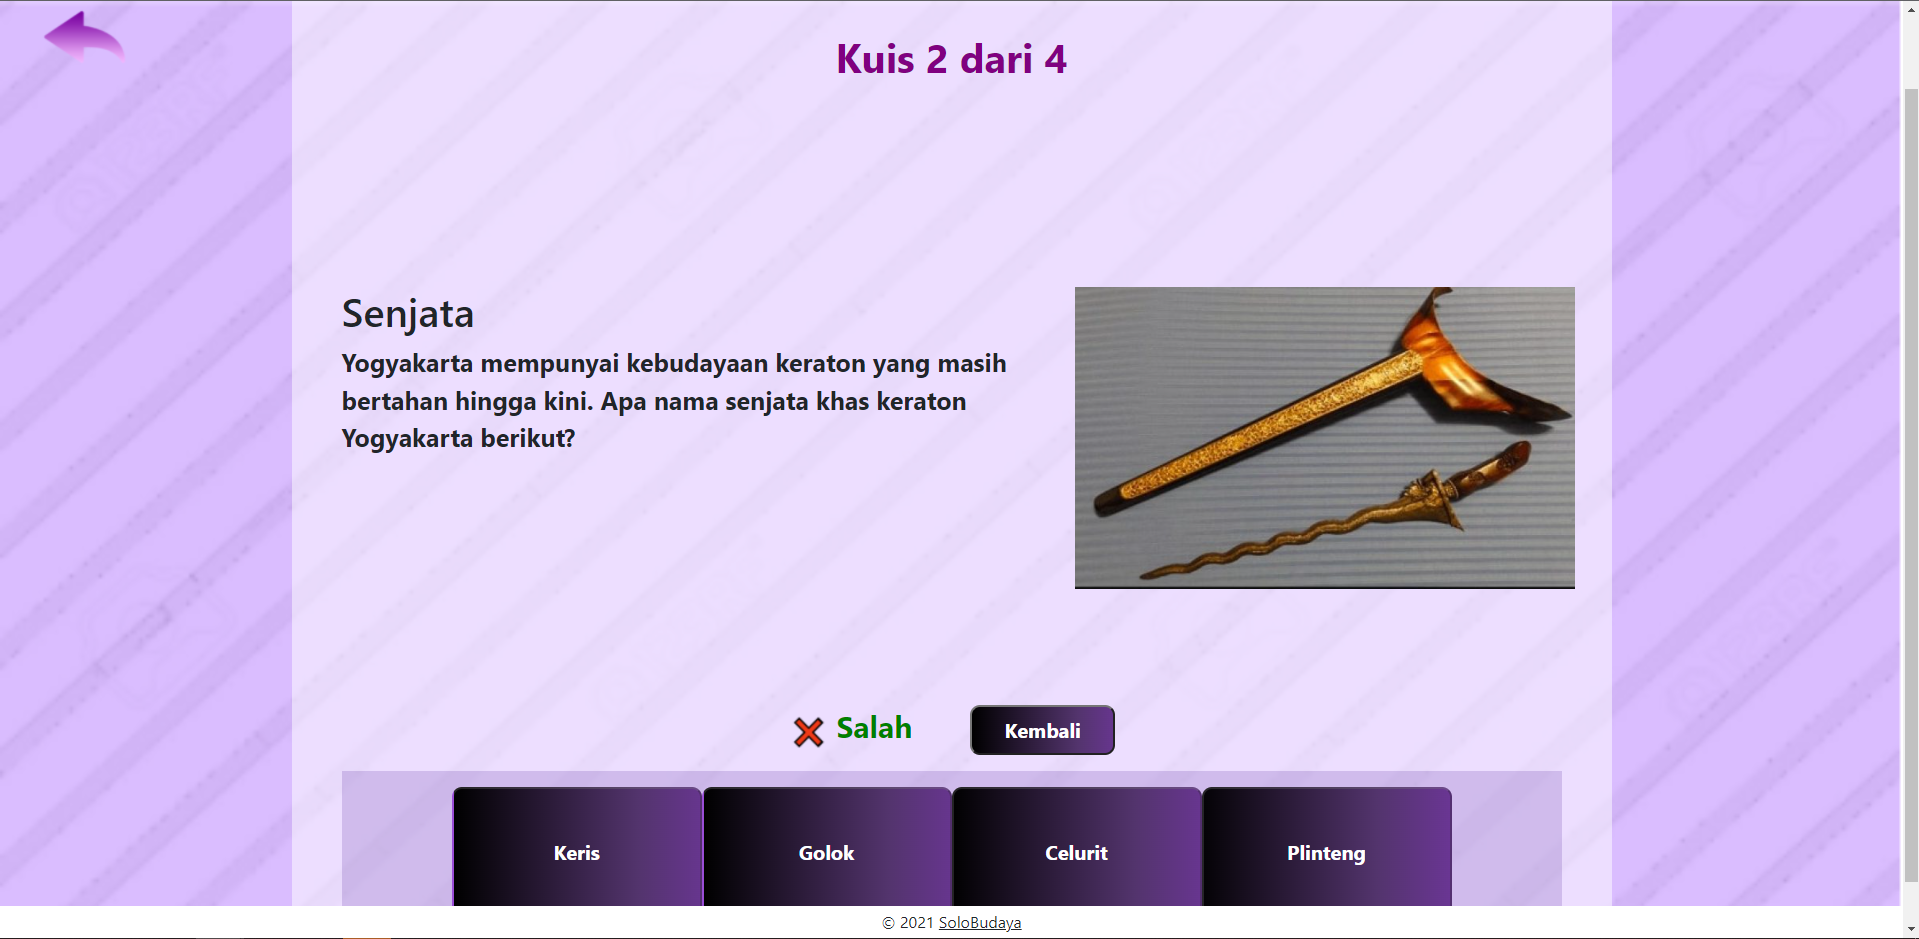 Kuis 2 dari 4
Senjata
Yogyakarta mempunyai kebudayaan keraton yang masih
bertahan hingga kini. Apa nama senjata khas keraton
Yogyakarta berikut?
Salah
Kembali
Keris
Golok
Celurit
Plinteng
© 2021 SoloBudaya